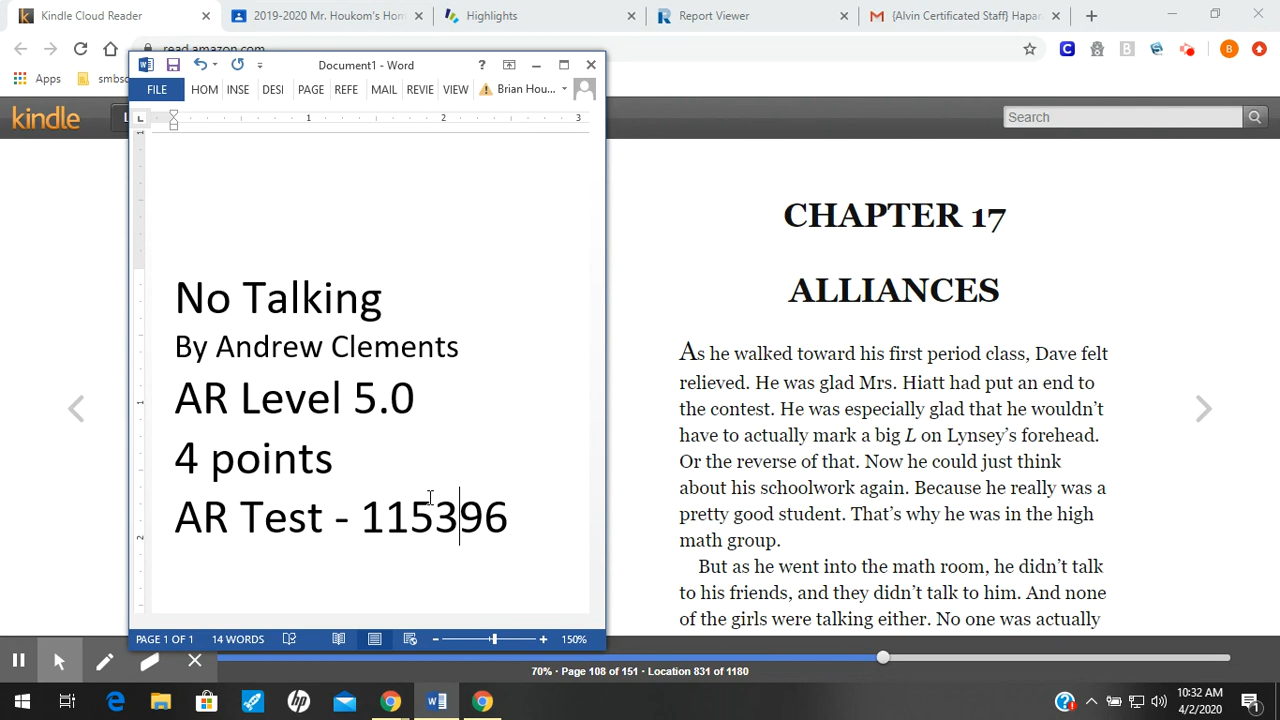 Kindle Cloud Reader
2019-2020 Mr. Houkom's Hom
Highlights
Report Viewer
{Alvin Certificated Staff} Hapan
read.amazon.com
Apps
smbsc
Document1 - Word
FILE HOM INSE DESI PAGE REFE MAIL REVIE VIEW Brian Hou...
kindle
Search
1 2 3
No Talking
By Andrew Clements
AR Level 5.0
4 points
AR Test - 115396
PAGE 1 OF 1 14 WORDS 150%
CHAPTER 17
ALLIANCES
As he walked toward his first period class, Dave felt
relieved. He was glad Mrs. Hiatt had put an end to
the contest. He was especially glad that he wouldn't
have to actually mark a big L on Lynsey's forehead.
Or the reverse of that. Now he could just think
about his schoolwork again. Because he really was a
pretty good student. That's why he was in the high
math group.
But as he went into the math room, he didn't talk
to his friends, and they didn't talk to him. And none
of the girls were talking either. No one was actually
70% · Page 108 of 151 · Location 831 of 1180
10:32 AM
4/2/2020